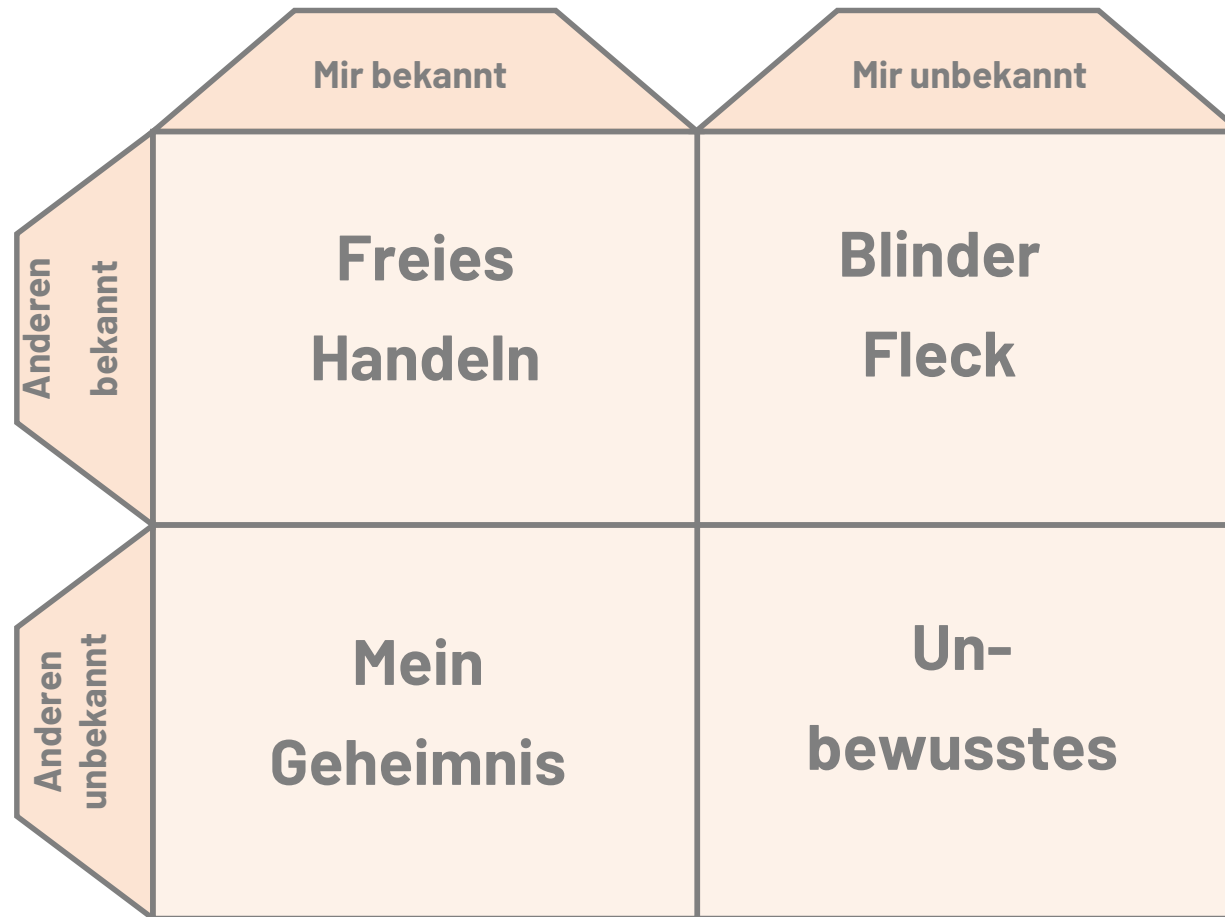 Mir bekannt
Mir unbekannt
Anderen
bekannt
Freies
Handeln
Blinder
Fleck
Anderen
unbekannt
Mein
Geheimnis
Un-
bewusstes